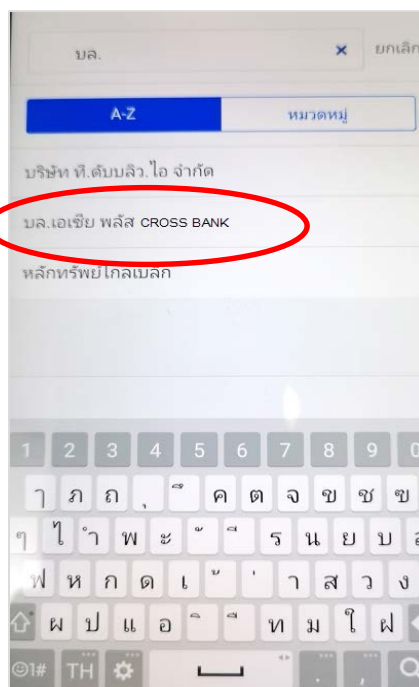 บล. × ยกเลิก
A-Z หมวดหมู่
บริษัท ที.ดับบลิว.ไอ จำกัด
บล.เอเซีย พลัส CROSS BANK
หลักทรัพย์ไกลเบลก
1 2 3 4 5 6 7 8 9 0
ๅ ภ ถ ุ ึ ค ต จ ข ช ฃ
ๆ ไ ำ พ ะ ั ี ร น ย บ
ฟ ห ก ด เ ้ ่ า ส ว ง
ผ ป แ อ ิ ื ท ม ใ ฝ
1# TH . ,